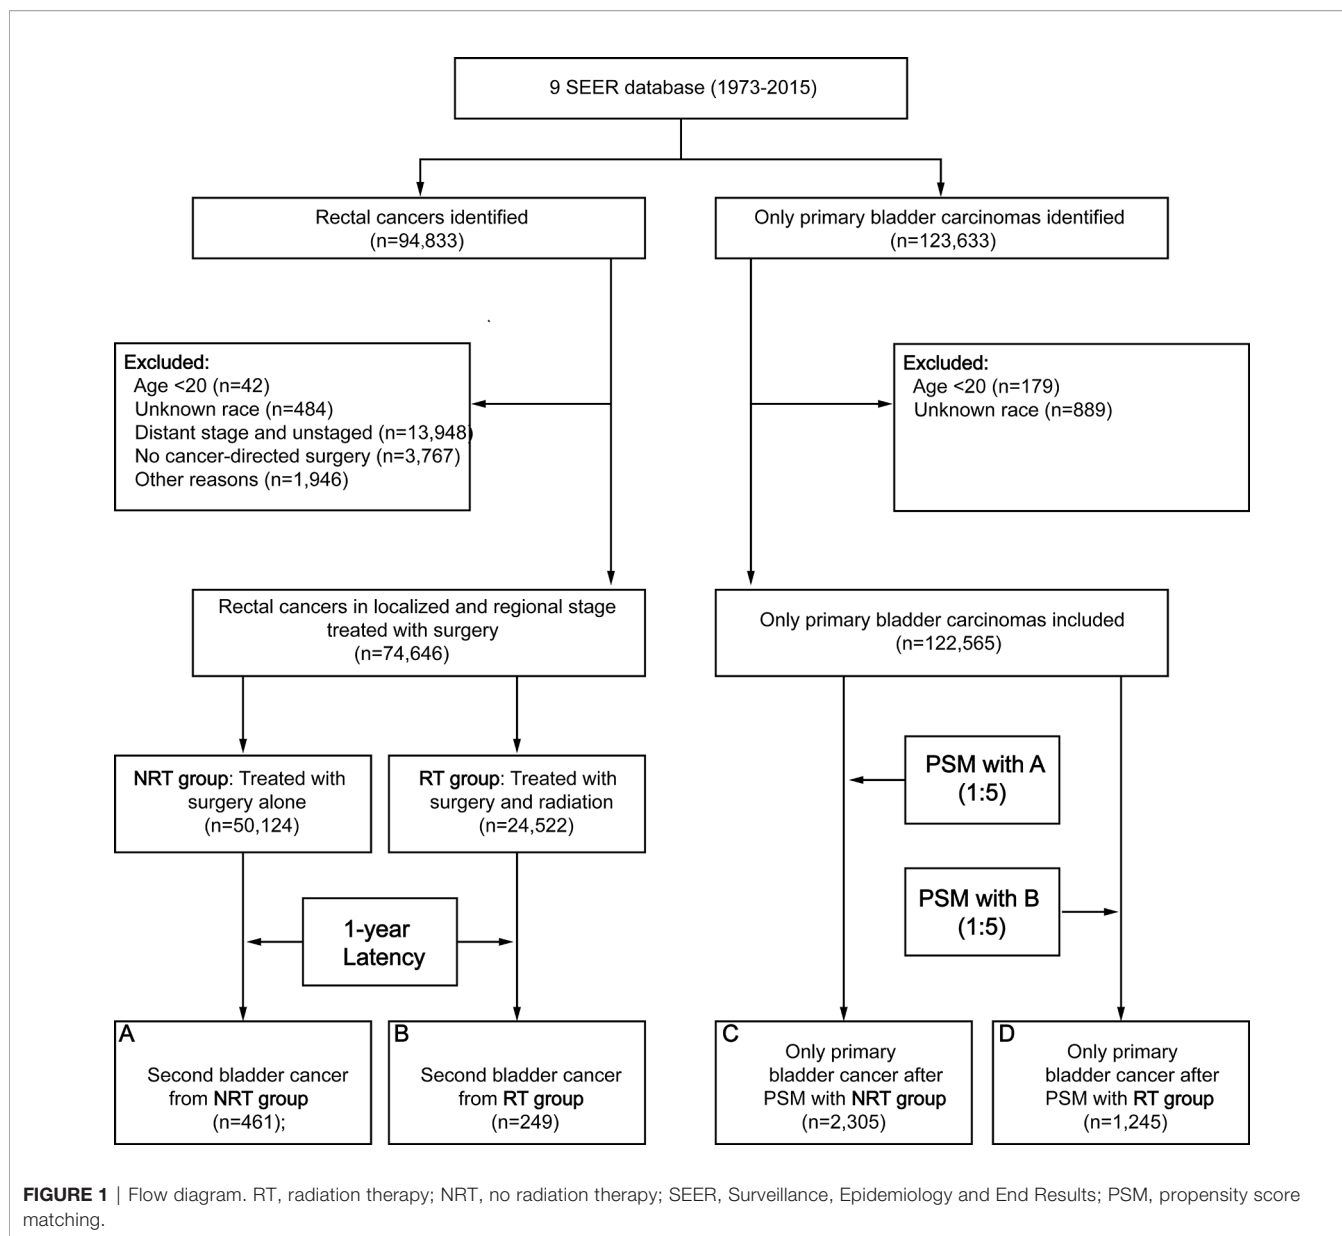 9 SEER database (1973-2015)
Rectal cancers identified
(n=94,833)
Only primary bladder carcinomas identified
(n=123,633)
Excluded:
Age <20 (n=42)
Unknown race (n=484)
Distant stage and unstaged (n=13,948)
No cancer-directed surgery (n=3,767)
Other reasons (n=1,946)
Excluded:
Age <20 (n=179)
Unknown race (n=889)
Rectal cancers in localized and regional stage
treated with surgery
(n=74,646)
Only primary bladder carcinomas included
(n=122,565)
NRT group: Treated with
surgery alone
(n=50,124)
RT group: Treated with
surgery and radiation
(n=24,522)
PSM with A
(1:5)
PSM with B
(1:5)
1-year
Latency
A
Second bladder cancer
from NRT group
(n=461);
B
Second bladder cancer
from RT group
(n=249)
C
Only primary
bladder cancer after
PSM with NRT group
(n=2,305)
D
Only primary
bladder cancer after
PSM with RT group
(n=1,245)
FIGURE 1 | Flow diagram. RT, radiation therapy; NRT, no radiation therapy; SEER, Surveillance, Epidemiology and End Results; PSM, propensity score
matching.